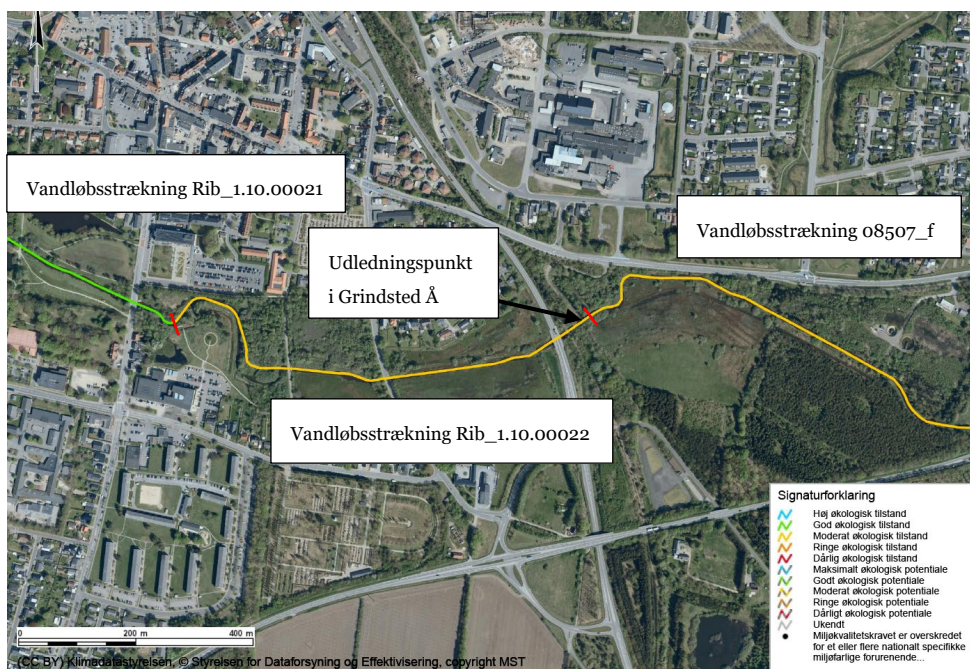 Vandløbsstrækning Rib_1.10.00021
Vandløbsstrækning 08507_f
Udledningspunkt
i Grindsted Å
Vandløbsstrækning Rib_1.10.00022
Signaturforklaring
Høj økologisk tilstand
God økologisk tilstand
Moderat økologisk tilstand
Ringe økologisk tilstand
Dårlig økologisk tilstand
Maksimalt økologisk potentiale
Godt økologisk potentiale
Moderat økologisk potentiale
Ringe økologisk potentiale
Dårligt økologisk potentiale
Ukendt
Miljøkvalitetskravet er overskredet
for et eller flere nationalt specifikke
miljøfarlige forurenende...
0 200 m 400 m
(CC BY) Klimadatastyrelsen, © Styrelsen for Dataforsyning og Effektivisering, copyright MST